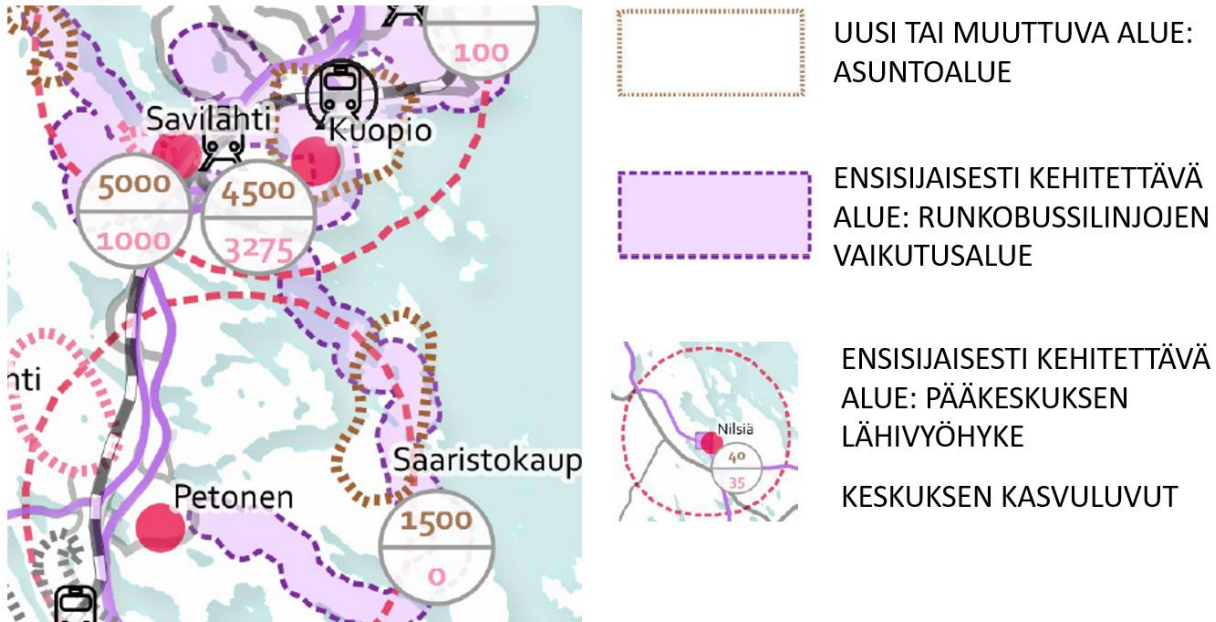 100
Savilahti
Kuopio
5000
1000
4500
3275
hti
Saaristokaup
Petonen
1500
0
UUSI TAI MUUTTUVA ALUE:
ASUNTOALUE
ENSISIJAISESTI KEHITETTÄVÄ
ALUE: RUNKOBUSSILINJOJEN
VAIKUTUSALUE
Nilsiä
40
35
ENSISIJAISESTI KEHITETTÄVÄ
ALUE: PÄÄKESKUKSEN
LÄHIVYÖHYKE
KESKUKSEN KASVULUVUT